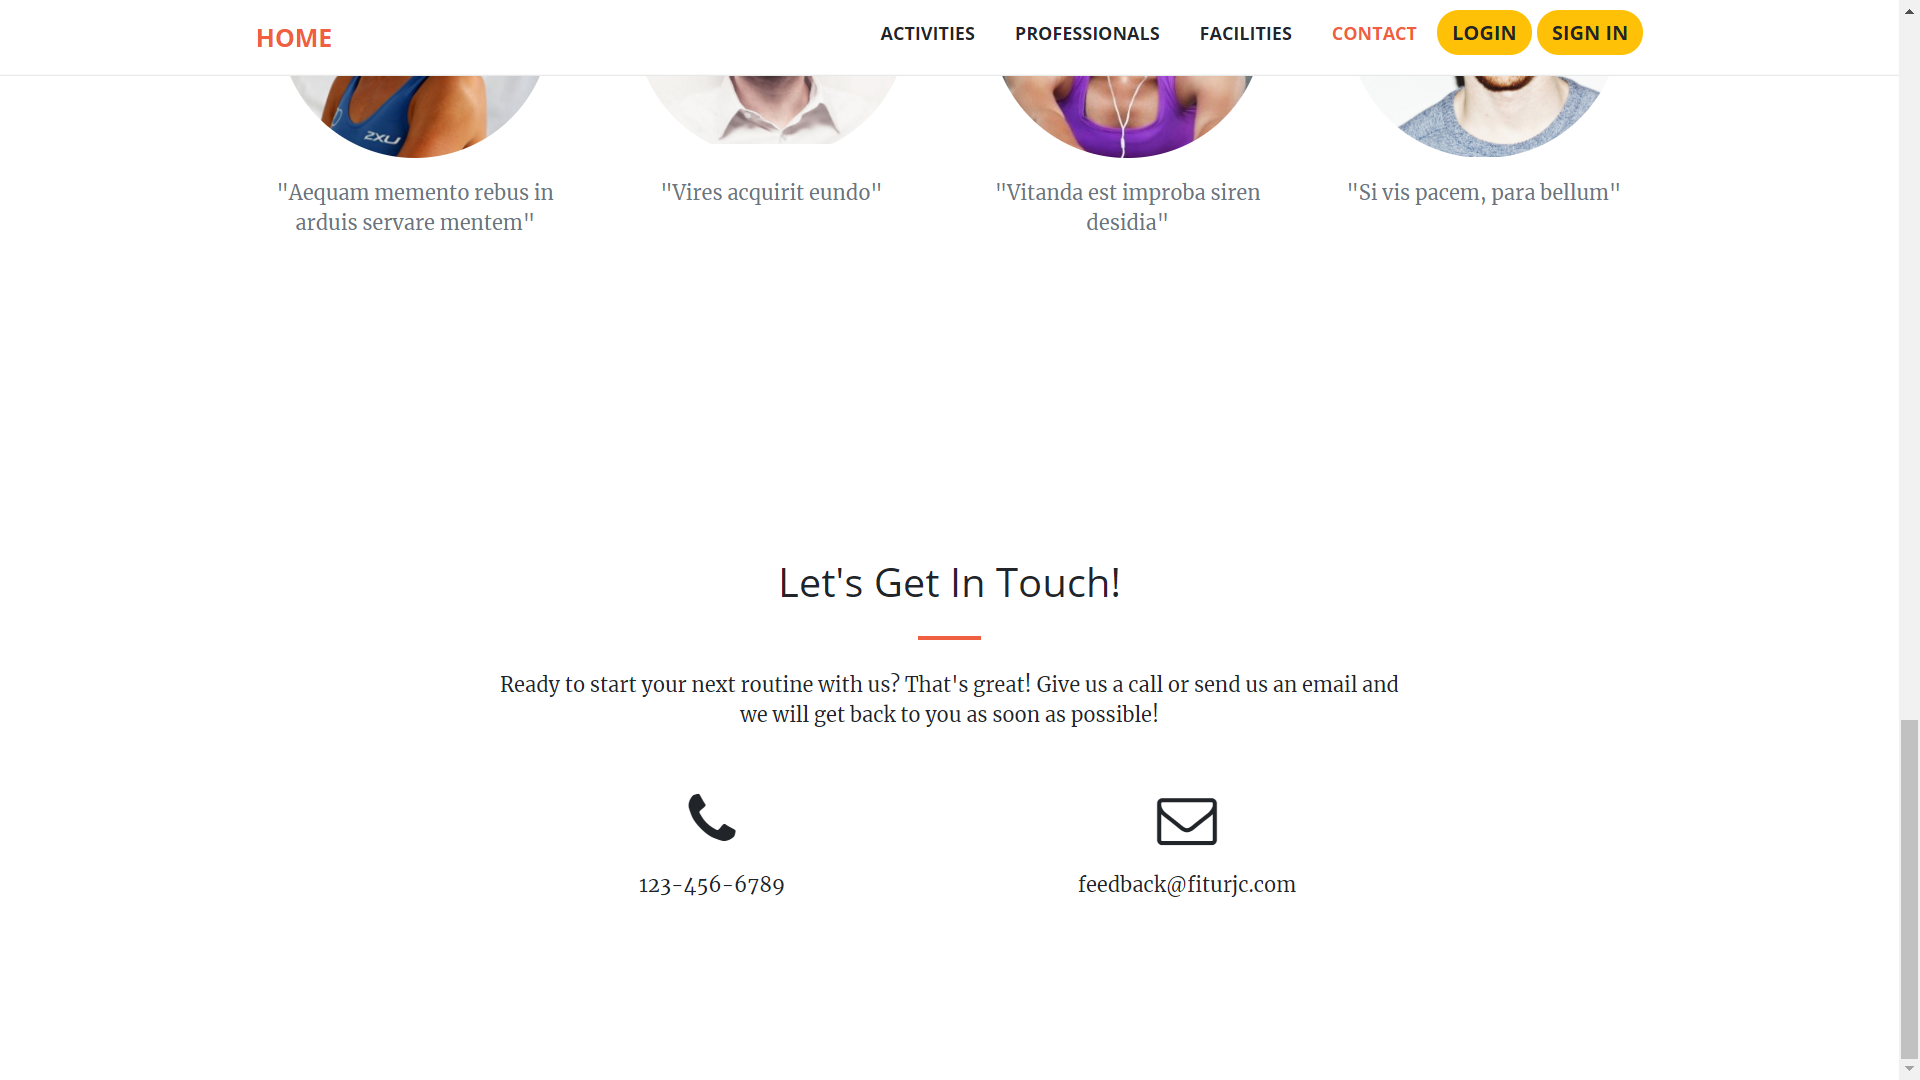 HOME
ACTIVITIES
PROFESSIONALS
FACILITIES
CONTACT
LOGIN
SIGN IN
2XU
"Aequam memento rebus in
arduis servare mentem"
"Vires acquirit eundo"
"Vitanda est improba siren
desidia"
"Si vis pacem, para bellum"
Let's Get In Touch!
Ready to start your next routine with us? That's great! Give us a call or send us an email and
we will get back to you as soon as possible!
123-456-6789
feedback@fiturjc.com